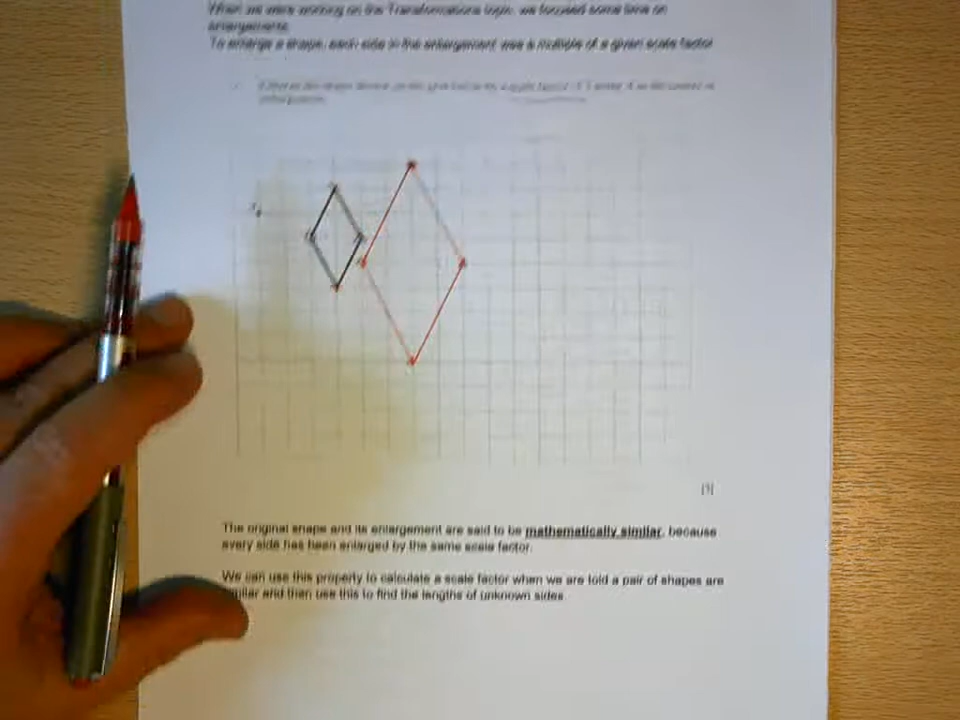 When we were working on the Transformations topic, we focused some time on
enlargements.
To enlarge a shape, each side in the enlargement was a multiple of a given scale factor
[3]
The original shape and its enlargement are said to be mathematically similar, because
every side has been enlarged by the same scale factor.
We can use this property to calculate a scale factor when we are told a pair of shapes are
similar and then use this to find the lengths of unknown sides